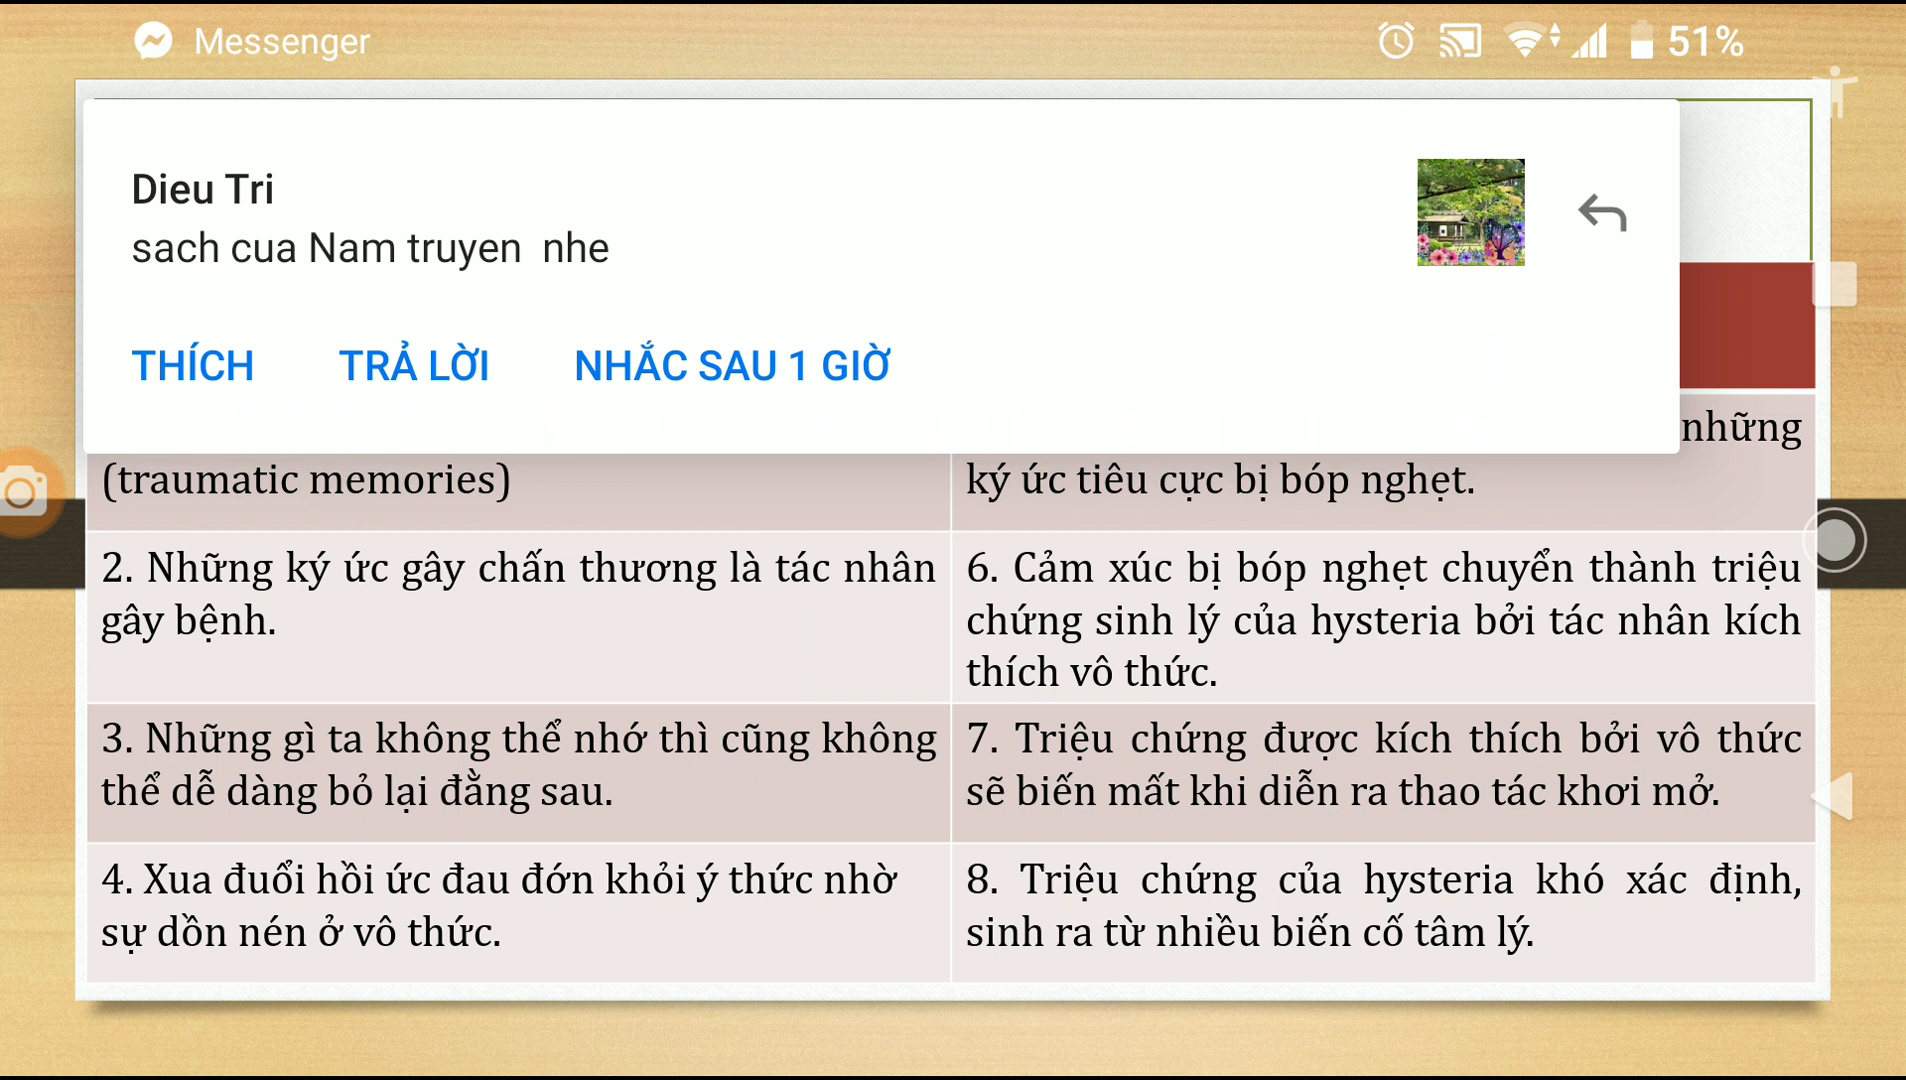 Messenger
51%
Dieu Tri
sach cua Nam truyen nhe
THÍCH TRẢ LỜI NHẮC SAU 1 GIỜ
những
(traumatic memories)
ký ức tiêu cực bị bóp nghẹt.
2. Những ký ức gây chấn thương là tác nhân
gây bệnh.
6. Cảm xúc bị bóp nghẹt chuyển thành triệu
chứng sinh lý của hysteria bởi tác nhân kích
thích vô thức.
3. Những gì ta không thể nhớ thì cũng không
thể dễ dàng bỏ lại đằng sau.
7. Triệu chứng được kích thích bởi vô thức
sẽ biến mất khi diễn ra thao tác khơi mở.
4. Xua đuổi hồi ức đau đớn khỏi ý thức nhờ
sự dồn nén ở vô thức.
8. Triệu chứng của hysteria khó xác định,
sinh ra từ nhiều biến cố tâm lý.